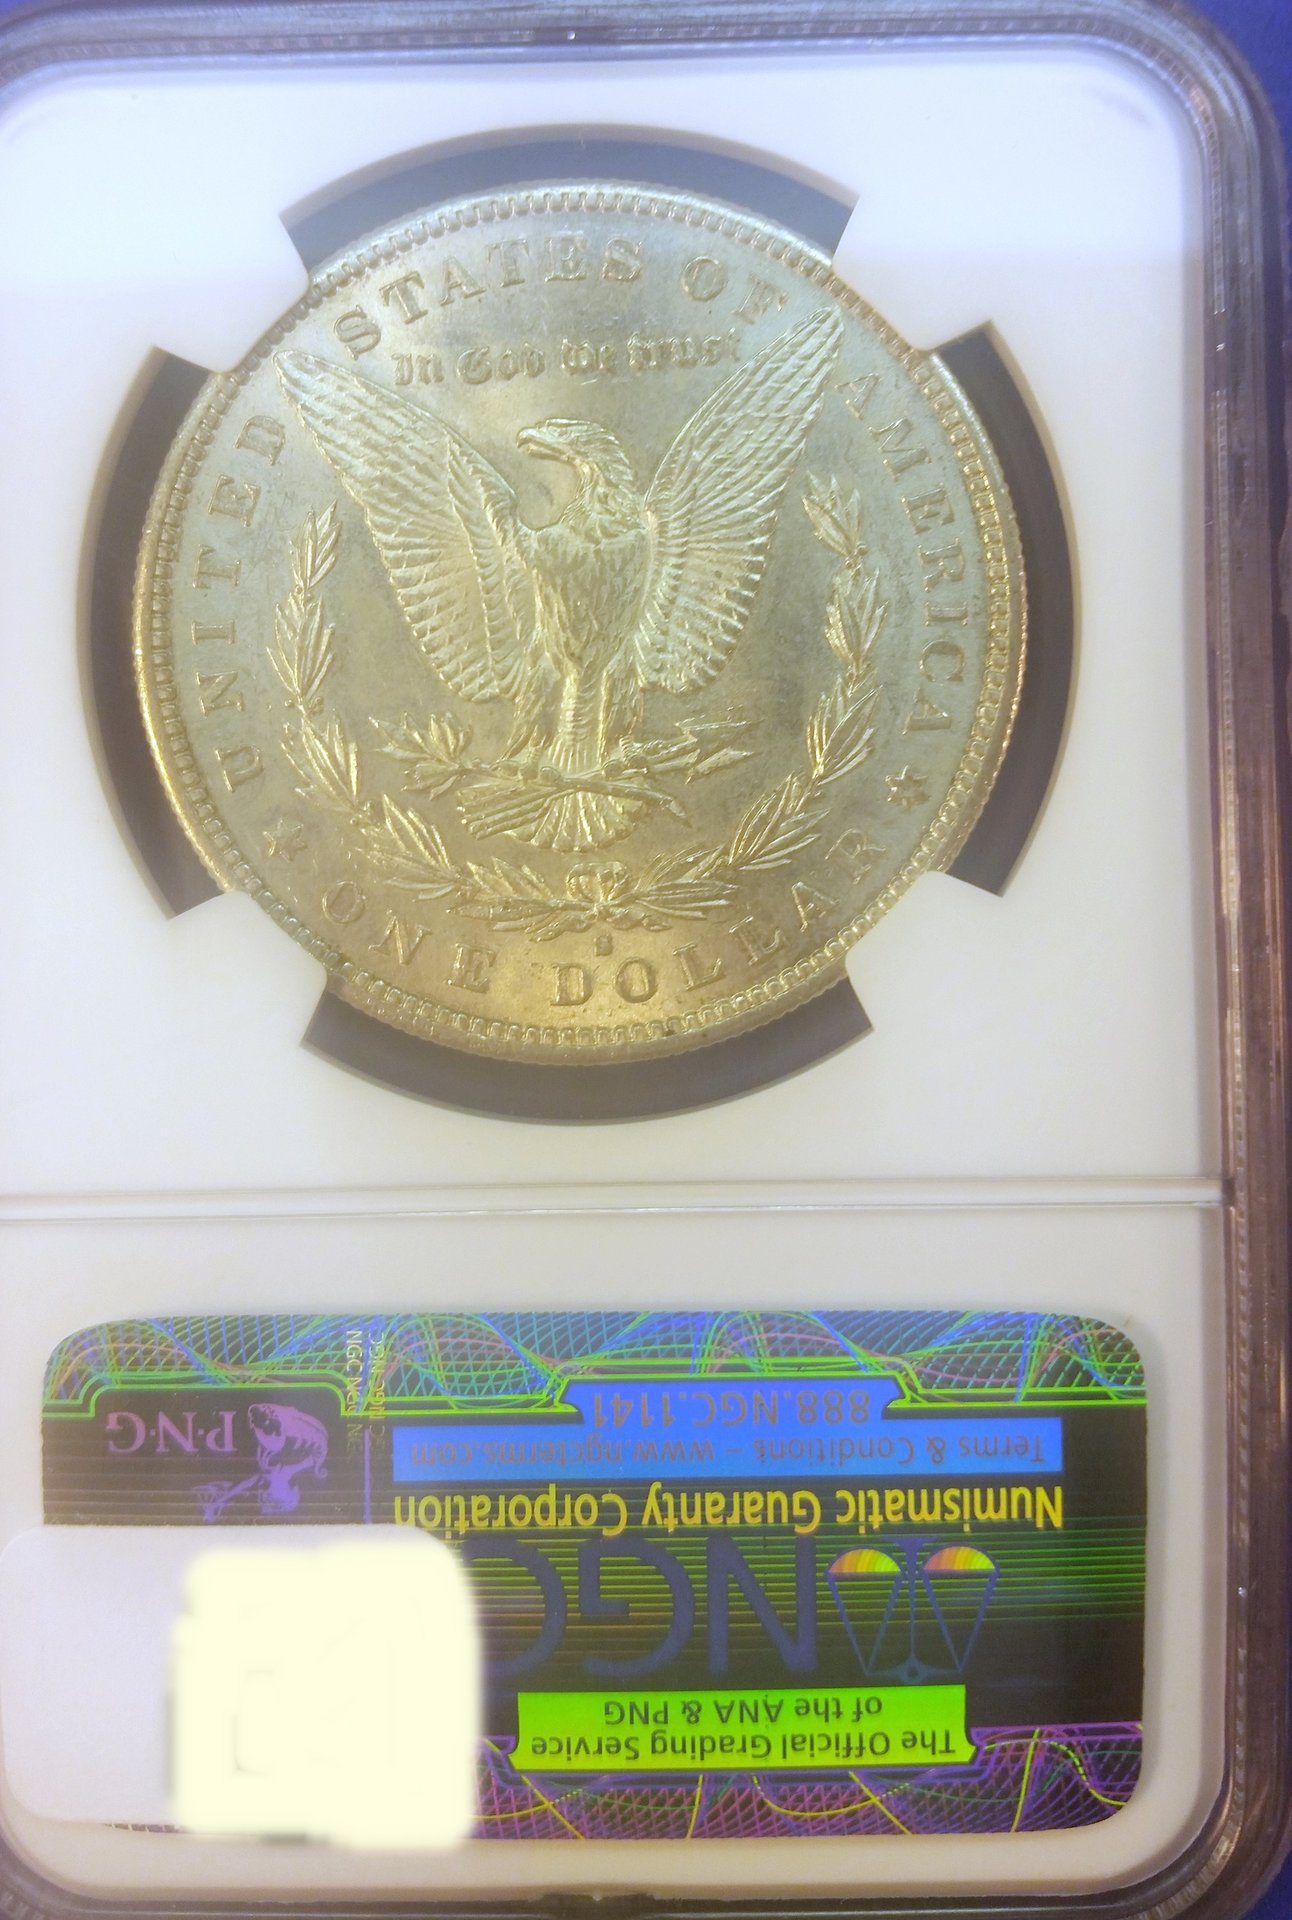 UNITED STATES OF AMERICA
In God we trust
S
ONE DOLLAR
The Official Grading Service
of the ANA & PNG
NGC
Numismatic Guaranty Corporation
Terms & Conditions – www.ngcterms.com
888.NGC.1141
P·N·G